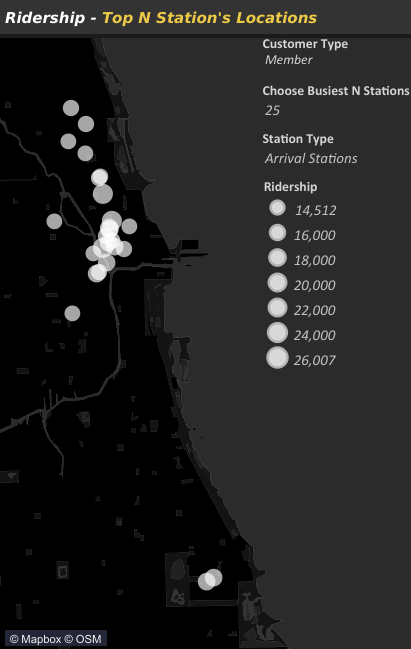 Ridership - Top N Station's Locations
Customer Type
Member
Choose Busiest N Stations
25
Station Type
Arrival Stations
Ridership
14,512
16,000
18,000
20,000
22,000
24,000
26,007
© Mapbox © OSM